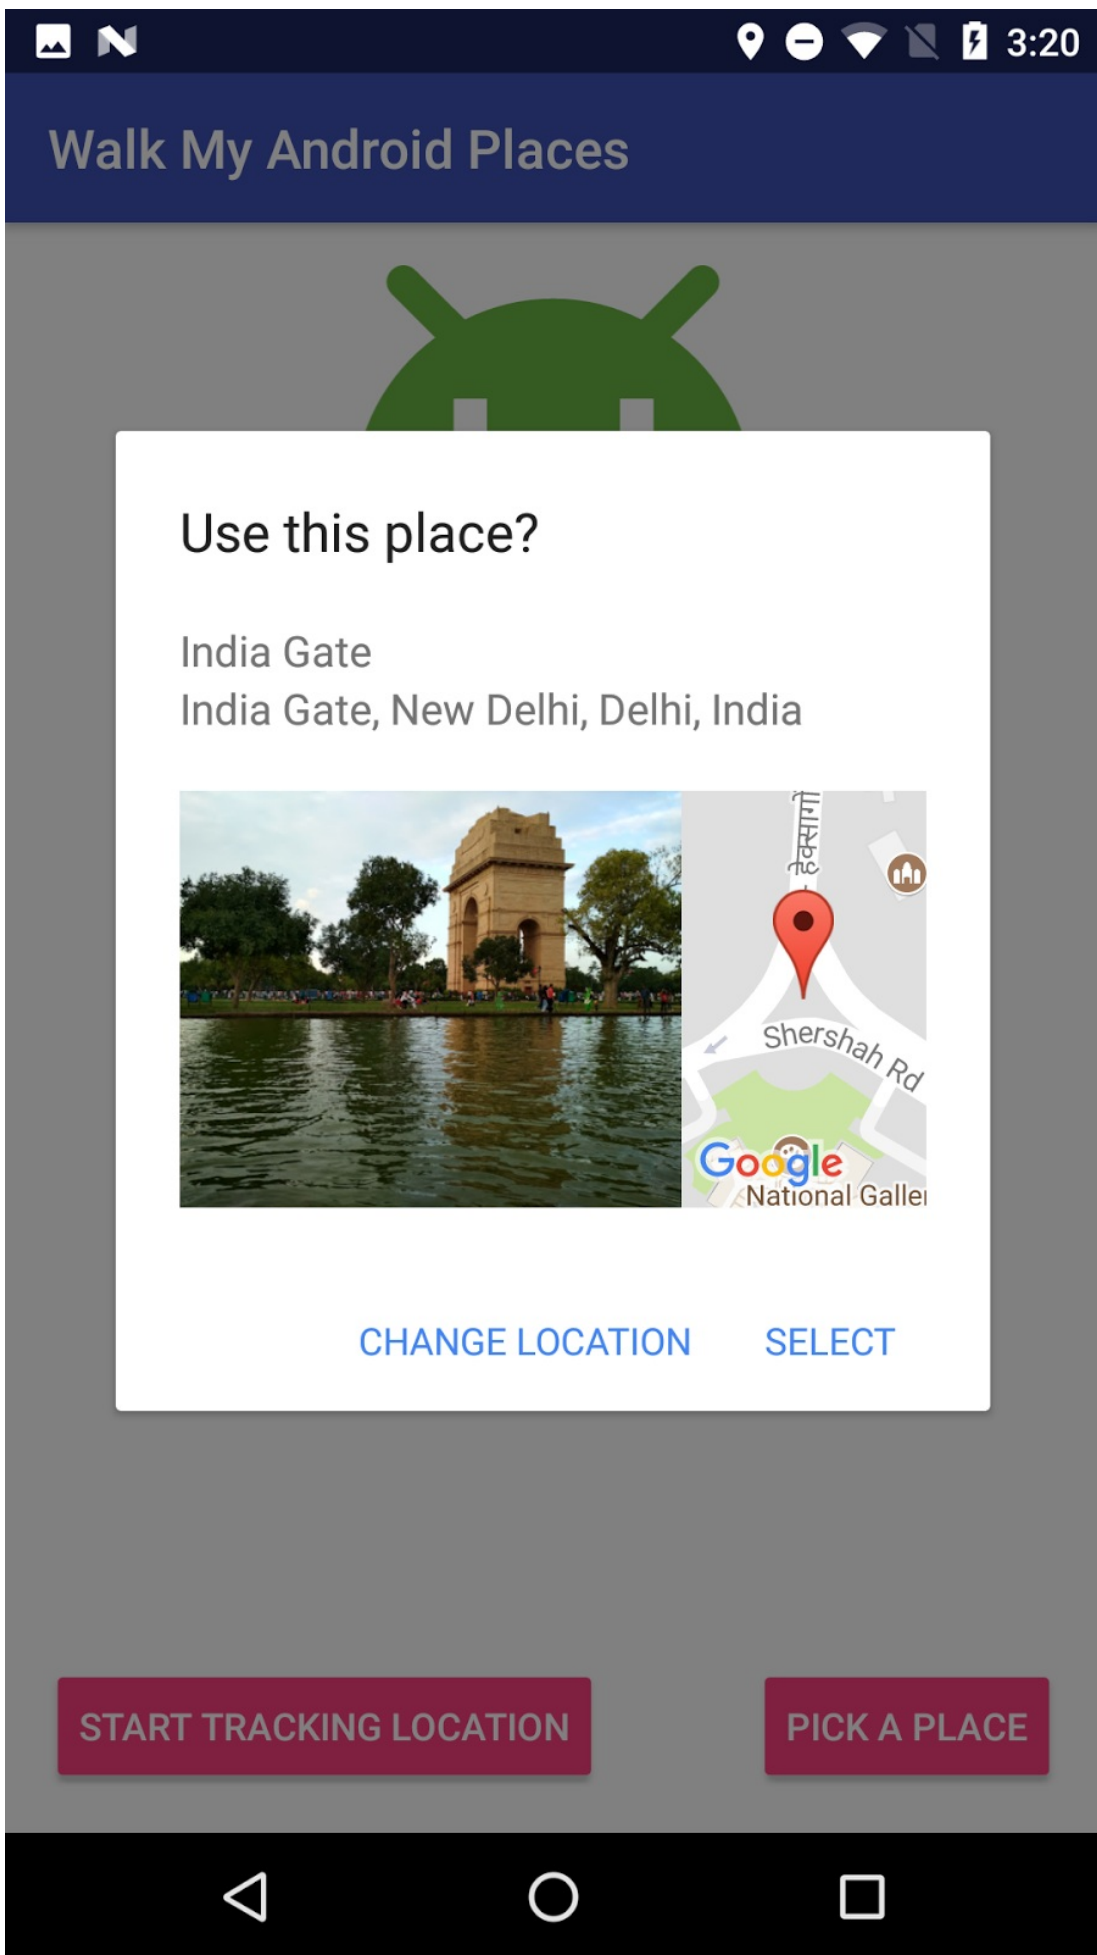 3:20
Walk My Android Places
Use this place?
India Gate
India Gate, New Delhi, Delhi, India
Shershah Rd
Google
CHANGE LOCATION
SELECT
START TRACKING LOCATION
PICK A PLACE